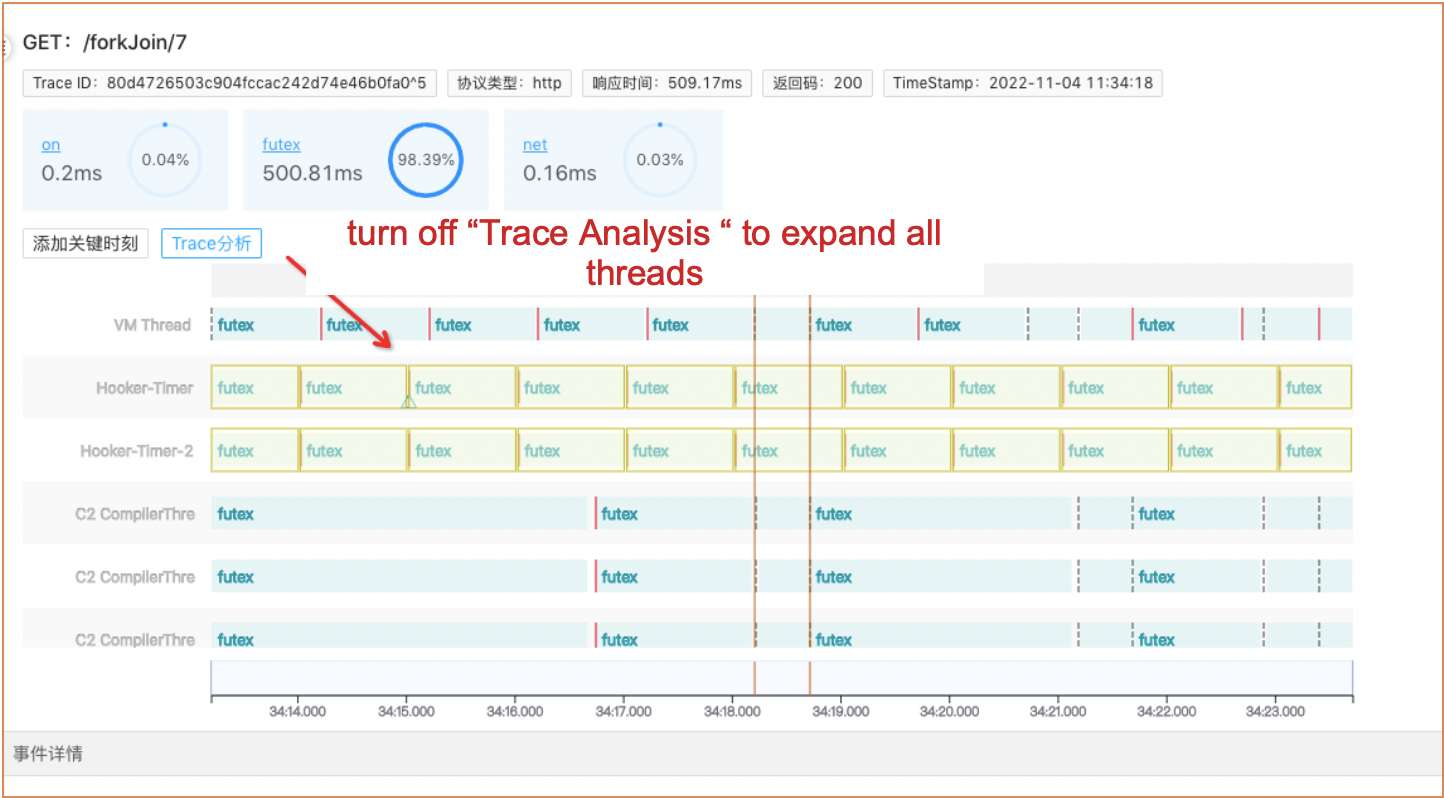 GET：/forkJoin/7
Trace ID：80d4726503c904fccac242d74e46b0fa0^5 协议类型：http 响应时间：509.17ms 返回码：200 TimeStamp：2022-11-04 11:34:18
on futex net
0.2ms 0.04% 500.81ms 98.39% 0.16ms 0.03%
turn off “Trace Analysis “ to expand all
添加关键时刻 Trace分析
threads
VM Thread futex futex futex futex futex futex futex futex
Hooker-Timer futex futex futex futex futex futex futex futex futex futex futex
Hooker-Timer-2 futex futex futex futex futex futex futex futex futex futex futex
C2 CompilerThre futex futex futex futex
C2 CompilerThre futex futex futex futex
C2 CompilerThre futex futex futex futex
34:14.000 34:15.000 34:16.000 34:17.000 34:18.000 34:19.000 34:20.000 34:21.000 34:22.000 34:23.000
事件详情